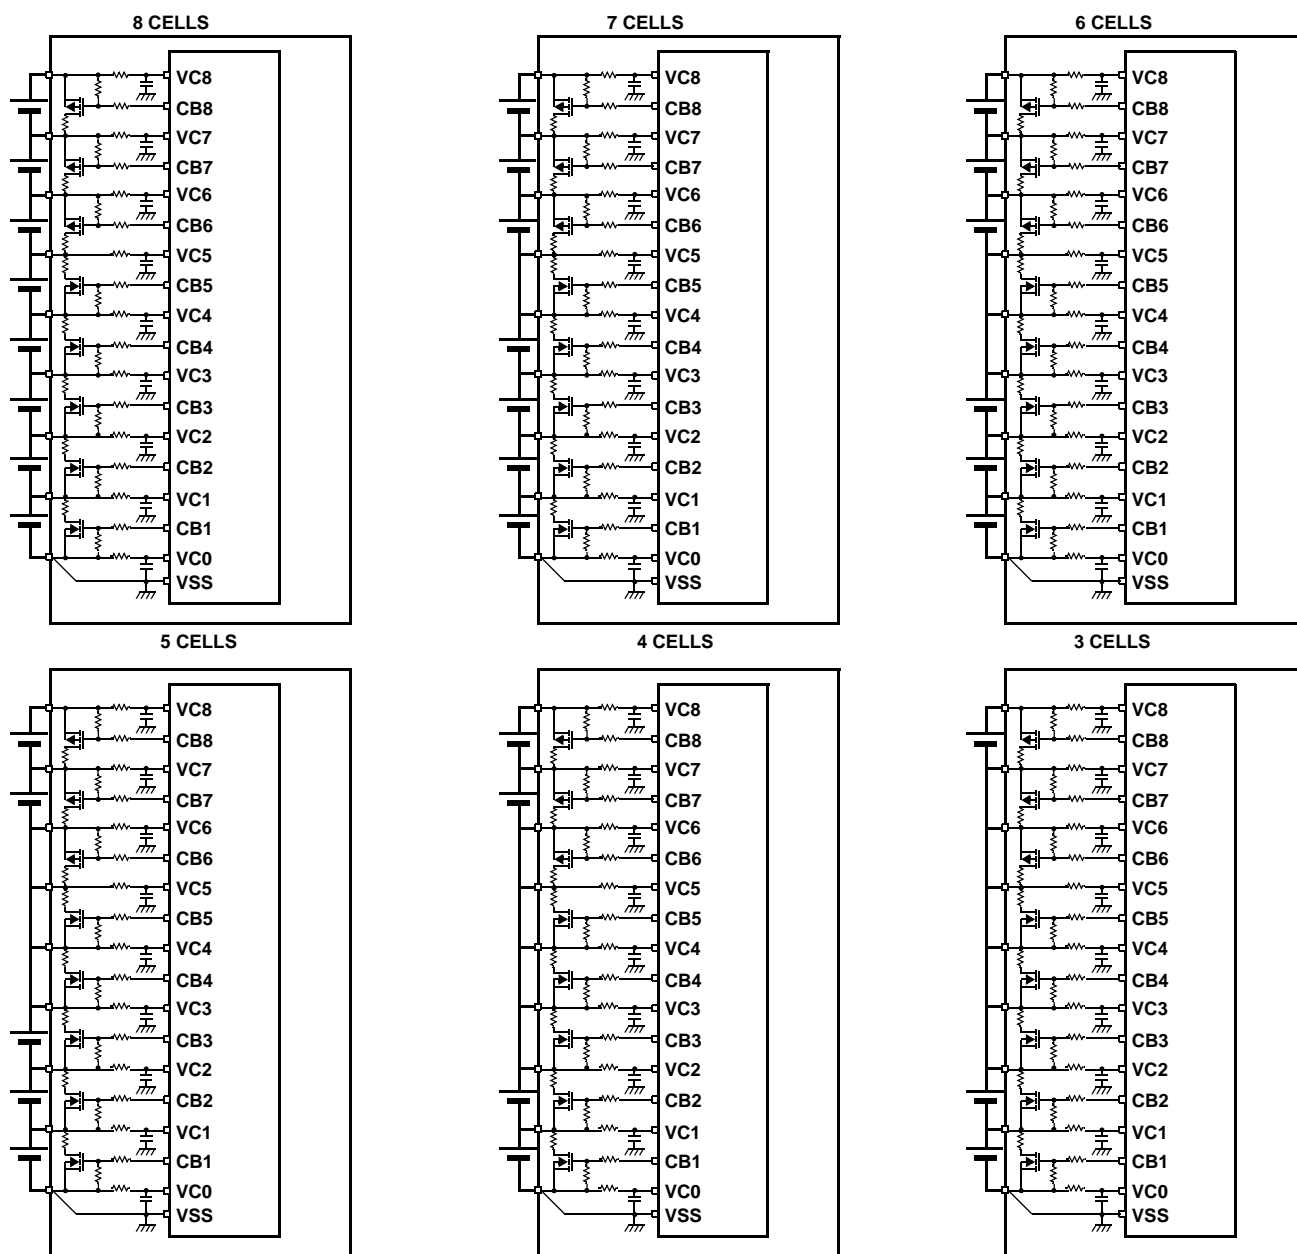 8 CELLS
VC8
CB8
VC7
CB7
VC6
CB6
VC5
CB5
VC4
CB4
VC3
CB3
VC2
CB2
VC1
CB1
VC0
VSS
7 CELLS
VC8
CB8
VC7
CB7
VC6
CB6
VC5
CB5
VC4
CB4
VC3
CB3
VC2
CB2
VC1
CB1
VC0
VSS
6 CELLS
VC8
CB8
VC7
CB7
VC6
CB6
VC5
CB5
VC4
CB4
VC3
CB3
VC2
CB2
VC1
CB1
VC0
VSS
5 CELLS
VC8
CB8
VC7
CB7
VC6
CB6
VC5
CB5
VC4
CB4
VC3
CB3
VC2
CB2
VC1
CB1
VC0
VSS
4 CELLS
VC8
CB8
VC7
CB7
VC6
CB6
VC5
CB5
VC4
CB4
VC3
CB3
VC2
CB2
VC1
CB1
VC0
VSS
3 CELLS
VC8
CB8
VC7
CB7
VC6
CB6
VC5
CB5
VC4
CB4
VC3
CB3
VC2
CB2
VC1
CB1
VC0
VSS